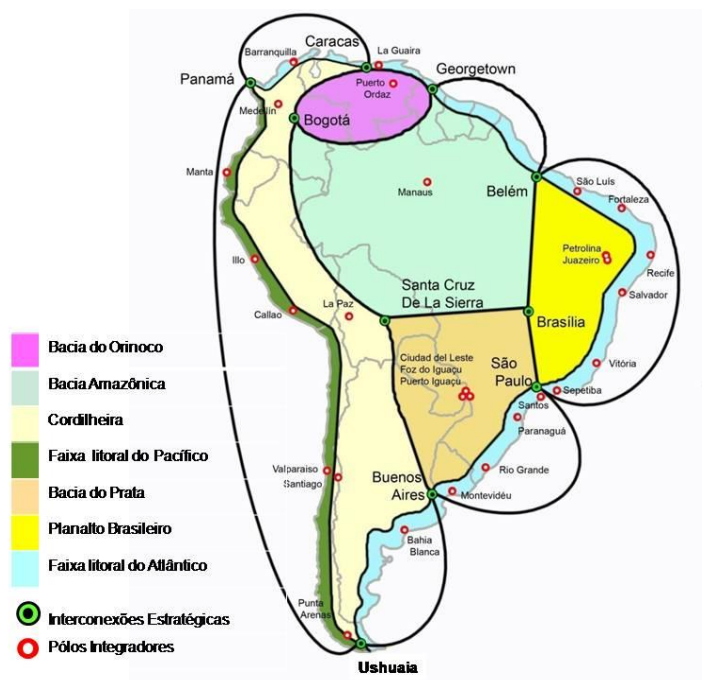 Caracas
La Guaira
Barranquilla
Georgetown
Panamá
Puerto
Ordaz
Medellín
Bogotá
Manta
Manaus
Belém
São Luís
Fortaleza
Petrolina
Juazeiro
Recife
Illo
Santa Cruz
De La Sierra
Salvador
La Paz
Callao
Brasília
Bacia do Orinoco
Ciudad del Leste
Foz do Iguaçu
Puerto Iguaçu
São
Paulo
Vitória
Bacia Amazônica
Sepetiba
Santos
Cordilheira
Paranaguá
Faixa litoral do Pacífico
Valparaiso
Santiago
Rio Grande
Buenos
Aires
Montevidéu
Bacia do Prata
Planalto Brasileiro
Bahia
Blanca
Faixa litoral do Atlântico
Punta
Arenas
Interconexões Estratégicas
Pólos Integradores
Ushuaia